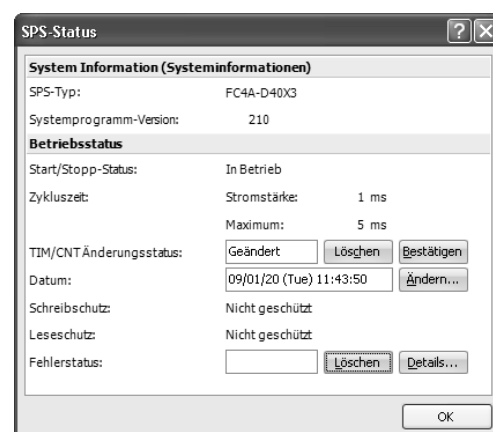 SPS-Status
System Information (Systeminformationen)
SPS-Typ: FC4A-D40X3
Systemprogramm-Version: 210
Betriebsstatus
Start/Stopp-Status: In Betrieb
Zykluszeit: Stromstärke: 1 ms
Maximum: 5 ms
TIM/CNT Änderungsstatus: Geändert Löschen Bestätigen
Datum: 09/01/20 (Tue) 11:43:50 Ändern...
Schreibschutz: Nicht geschützt
Leseschutz: Nicht geschützt
Fehlerstatus: Löschen Details...
OK